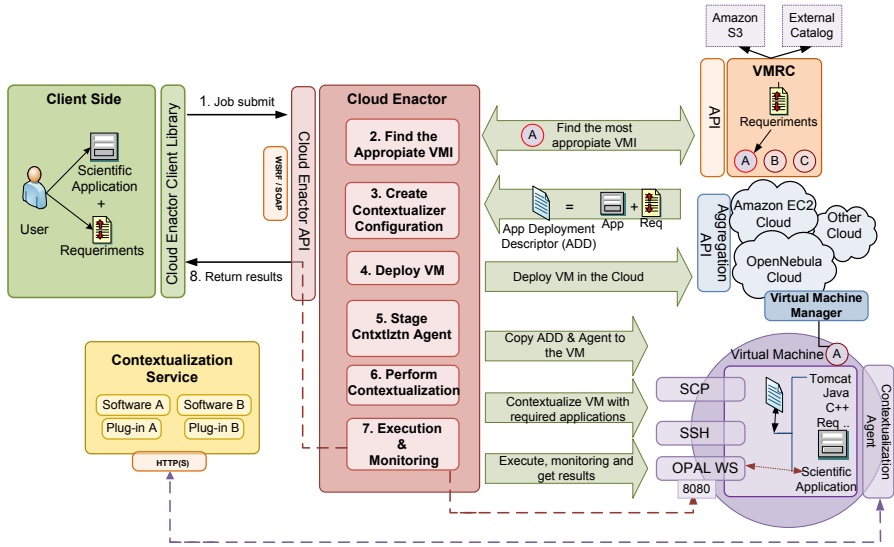 Amazon
S3
External
Catalog
Client Side
Scientific
Application
+
User
Requeriments
Cloud Enactor Client Library
1. Job submit
8. Return results
WSRF / SOAP
Cloud Enactor API
Cloud Enactor
2. Find the
Appropiate VMI
3. Create
Contextualizer
Configuration
4. Deploy VM
5. Stage
Cntxtlztn Agent
6. Perform
Contextualization
7. Execution
&
Monitoring
A
Find the most
appropiate VMI
API
VMRC
Requeriments
A
B
C
=
+
App
Req
App Deployment
Descriptor (ADD)
Deploy VM in the Cloud
Aggregation
API
Amazon EC2
Cloud
Other
Cloud
OpenNebula
Cloud
Virtual Machine
Manager
Copy ADD & Agent to
the VM
Contextualize VM with
required applications
Execute, monitoring and
get results
Virtual Machine
A
SCP
SSH
OPAL WS
8080
Tomcat
Java
C++
Req ..
Scientific
Application
Contextualization
Agent
Contextualization
Service
Software A
Software B
Plug-in A
Plug-in B
HTTP(S)